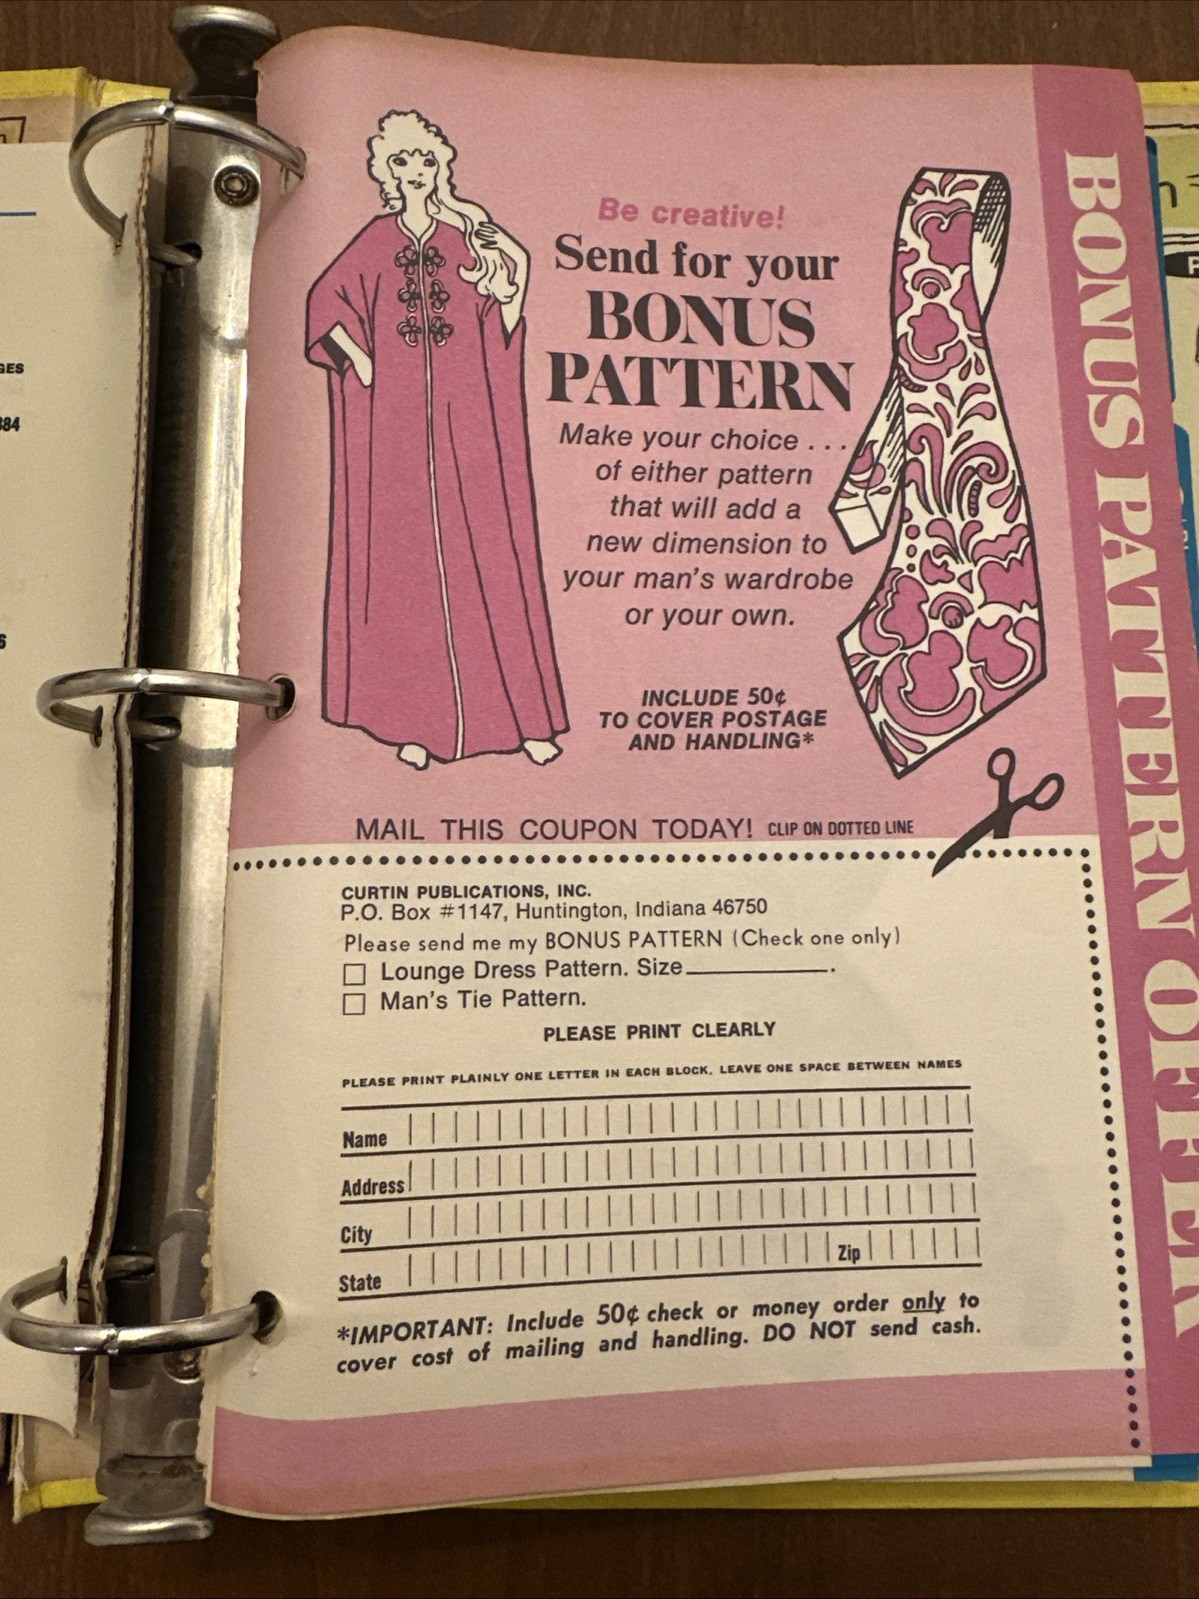 GES
384
6
Be creative!
Send for your
BONUS
PATTERN
Make your choice . . .
of either pattern
that will add a
new dimension to
your man's wardrobe
or your own.
INCLUDE 50¢
TO COVER POSTAGE
AND HANDLING*
MAIL THIS COUPON TODAY! CLIP ON DOTTED LINE
CURTIN PUBLICATIONS, INC.
P.O. Box #1147, Huntington, Indiana 46750
Please send me my BONUS PATTERN (Check one only)
Lounge Dress Pattern. Size.
Man's Tie Pattern.
PLEASE PRINT CLEARLY
PLEASE PRINT PLAINLY ONE LETTER IN EACH BLOCK. LEAVE ONE SPACE BETWEEN NAMES
Name
Address
City
State Zip
*IMPORTANT: Include 50¢ check or money order only to
cover cost of mailing and handling. DO NOT send cash.
BONUS PATTERN OFFER